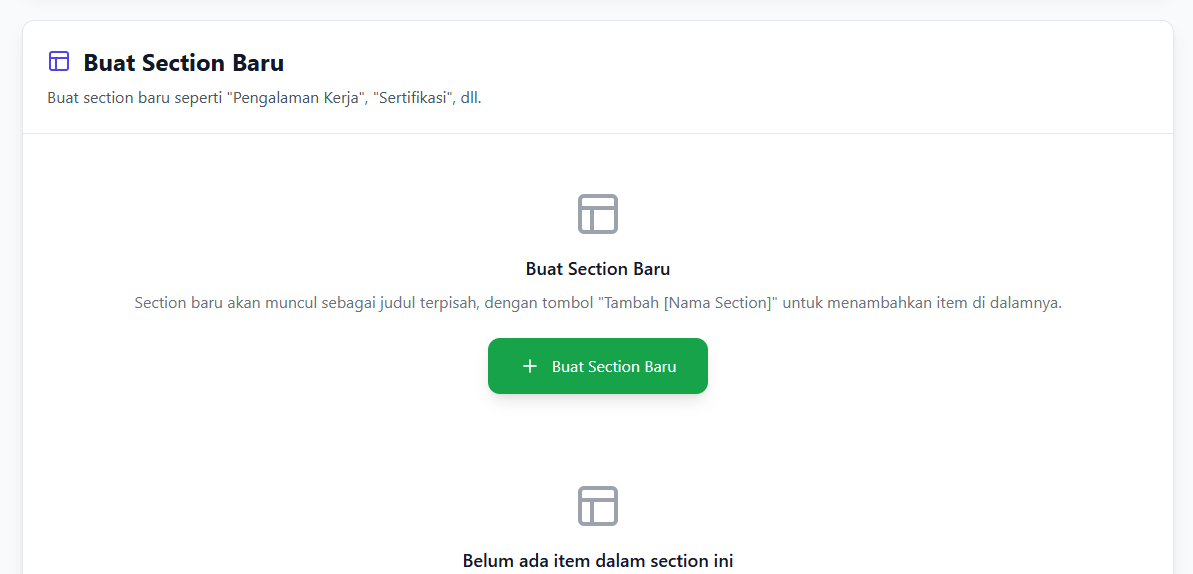 Buat Section Baru
Buat section baru seperti "Pengalaman Kerja", "Sertifikasi", dll.
Buat Section Baru
Section baru akan muncul sebagai judul terpisah, dengan tombol "Tambah [Nama Section]" untuk menambahkan item di dalamnya.
+ Buat Section Baru
Belum ada item dalam section ini